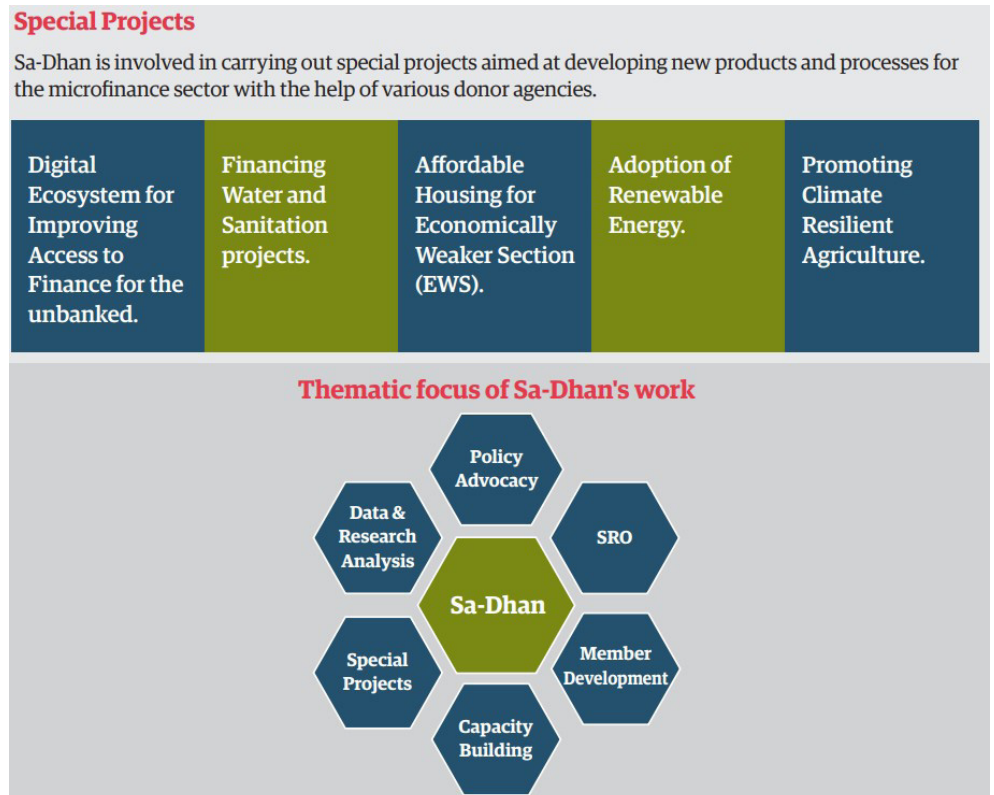 Special Projects
Sa-Dhan is involved in carrying out special projects aimed at developing new products and processes for
the microfinance sector with the help of various donor agencies.
Digital
Ecosystem for
Improving
Access to
Finance for the
unbanked.
Financing
Water and
Sanitation
projects.
Affordable
Housing for
Economically
Weaker Section
(EWS).
Adoption of
Renewable
Energy.
Promoting
Climate
Resilient
Agriculture.
Thematic focus of Sa-Dhan's work
Policy
Advocacy
Data &
Research
Analysis
SRO
Sa-Dhan
Special
Projects
Member
Development
Capacity
Building